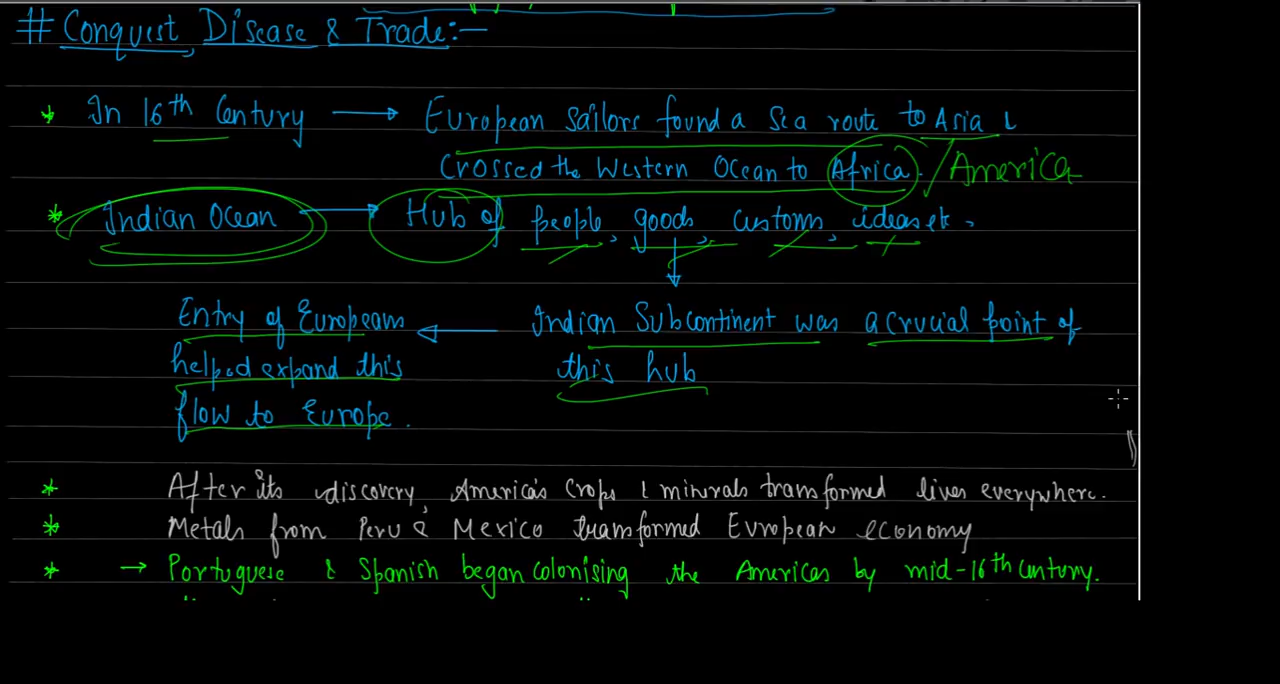 # Conquest, Disease & Trade:-
* In 16th Century → European Sailors found a Sea route to Asia &
crossed the Western Ocean to Africa. / America
* Indian Ocean → Hub of people, goods, customs, ideas etc.
Entry of Europeans ← Indian Subcontinent was a crucial point of
helped expand this this hub
flow to Europe.
* After its discovery, America's Crops & minerals transformed lives everywhere.
* Metals from Peru & Mexico transformed European economy
* → Portuguese & Spanish began colonising the Americas by mid-16th century.